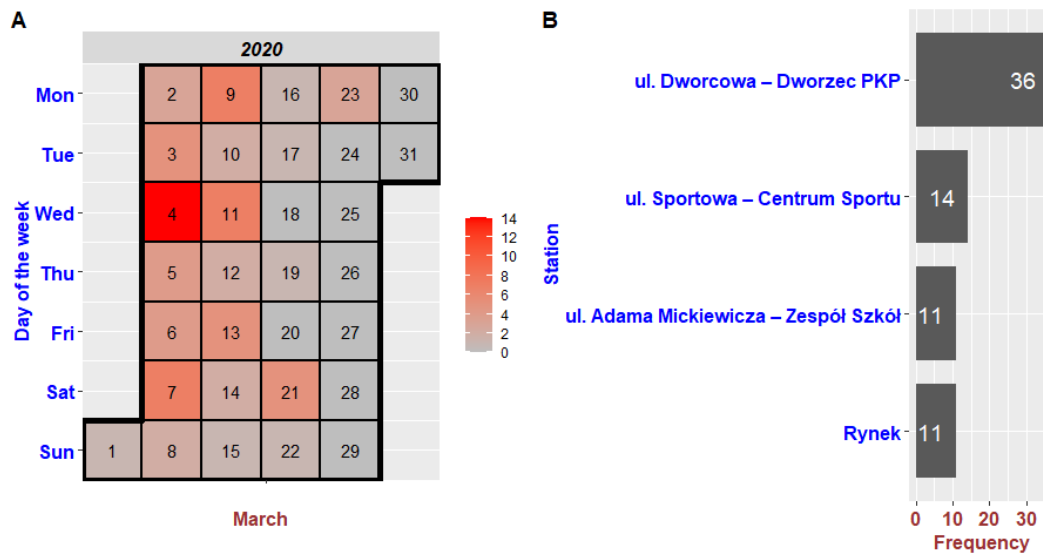 A
2020
Mon 2 9 16 23 30
Tue 3 10 17 24 31
Wed 4 11 18 25
Thu 5 12 19 26
Fri 6 13 20 27
Sat 7 14 21 28
Sun 1 8 15 22 29
Day of the week
March
14
12
10
8
6
4
2
0
B
Station
ul. Dworcowa – Dworzec PKP 36
ul. Sportowa – Centrum Sportu 14
ul. Adama Mickiewicza – Zespół Szkół 11
Rynek 11
0 10 20 30
Frequency